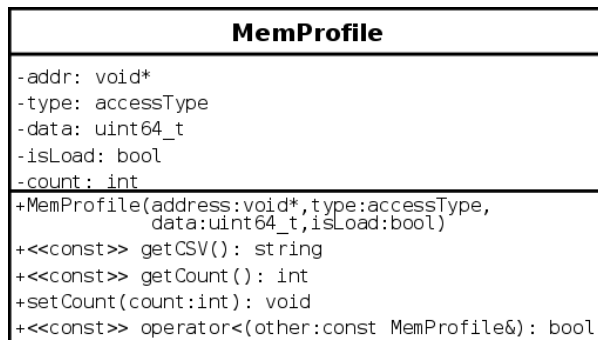 MemProfile
-addr: void*
-type: accessType
-data: uint64_t
-isLoad: bool
-count: int
+MemProfile(address:void*,type:accessType,
data:uint64_t,isLoad:bool)
+<<const>> getCSV(): string
+<<const>> getCount(): int
+setCount(count:int): void
+<<const>> operator<(other:const MemProfile&): bool